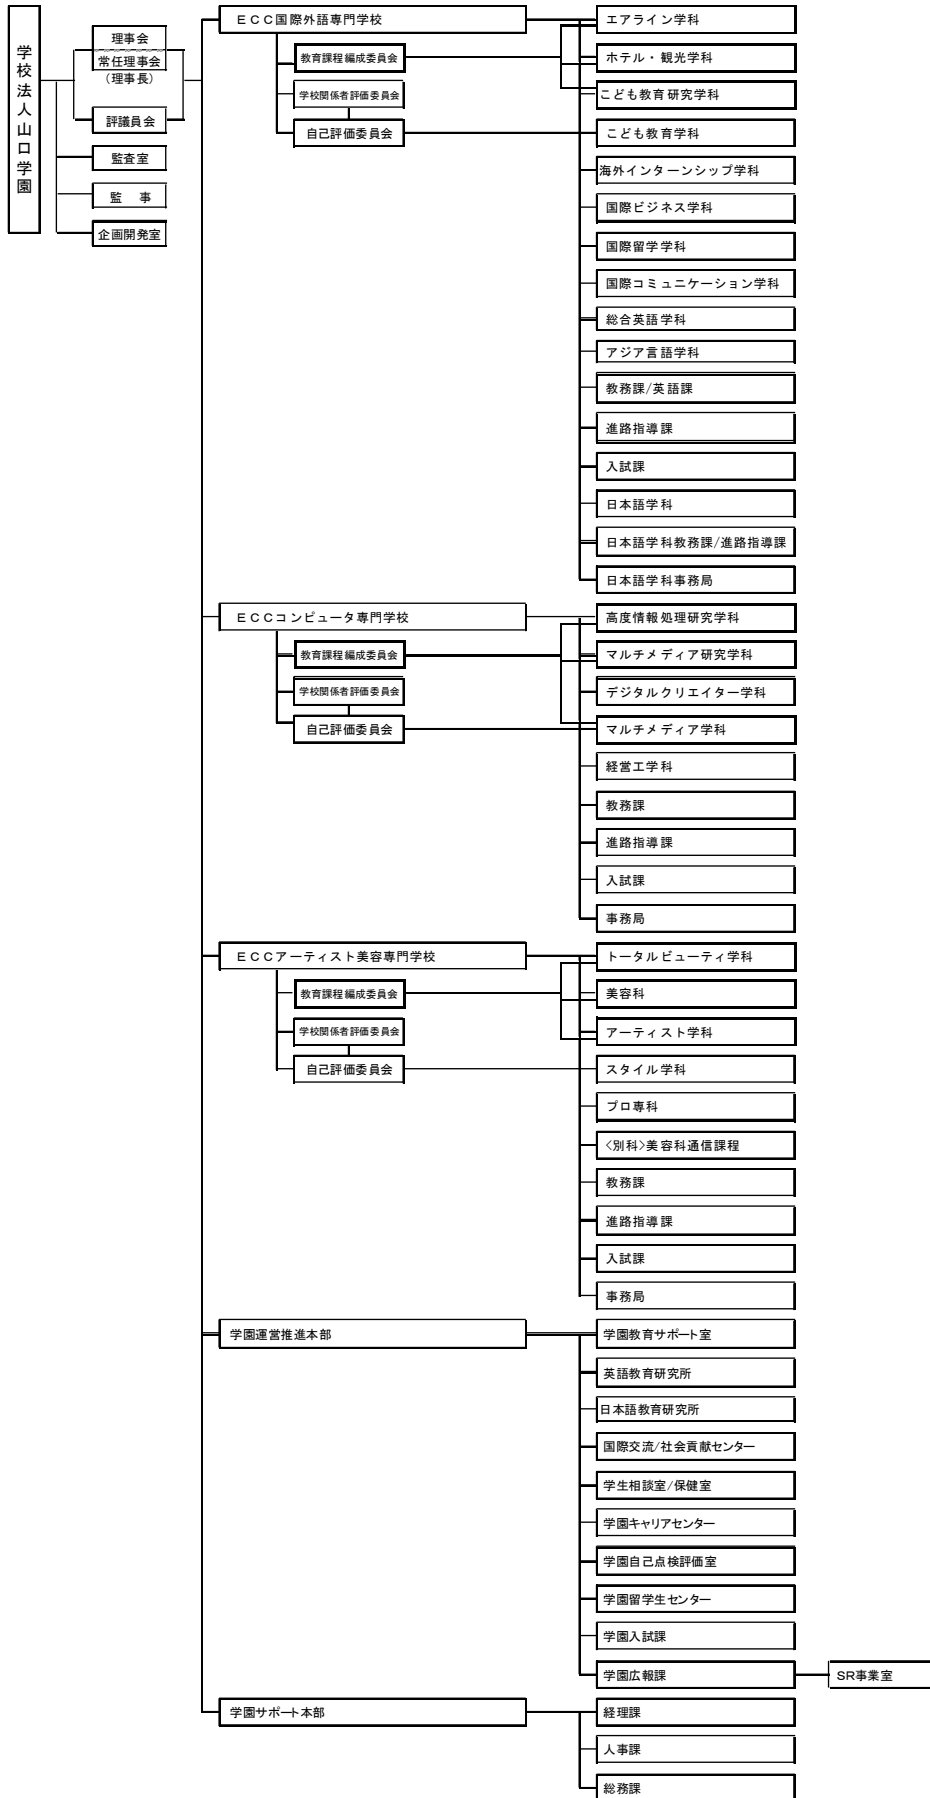 学校法人山口学園
理事会
常任理事会
(理事長)
評議員会
監査室
監 事
企画開発室
ECC国際外語専門学校
教育課程編成委員会
学校関係者評価委員会
自己評価委員会
エアライン学科
ホテル・観光学科
こども教育研究学科
こども教育学科
海外インターンシップ学科
国際ビジネス学科
国際留学学科
国際コミュニケーション学科
総合英語学科
アジア言語学科
教務課/英語課
進路指導課
入試課
日本語学科
日本語学科教務課/進路指導課
日本語学科事務局
ECCコンピュータ専門学校
教育課程編成委員会
学校関係者評価委員会
自己評価委員会
高度情報処理研究学科
マルチメディア研究学科
デジタルクリエイター学科
マルチメディア学科
経営工学科
教務課
進路指導課
入試課
事務局
ECCアーティスト美容専門学校
教育課程編成委員会
学校関係者評価委員会
自己評価委員会
トータルビューティ学科
美容科
アーティスト学科
スタイル学科
プロ専科
<別科>美容科通信課程
教務課
進路指導課
入試課
事務局
学園運営推進本部
学園教育サポート室
英語教育研究所
日本語教育研究所
国際交流/社会貢献センター
学生相談室/保健室
学園キャリアセンター
学園自己点検評価室
学園留学生センター
学園入試課
学園広報課
SR事業室
学園サポート本部
経理課
人事課
総務課